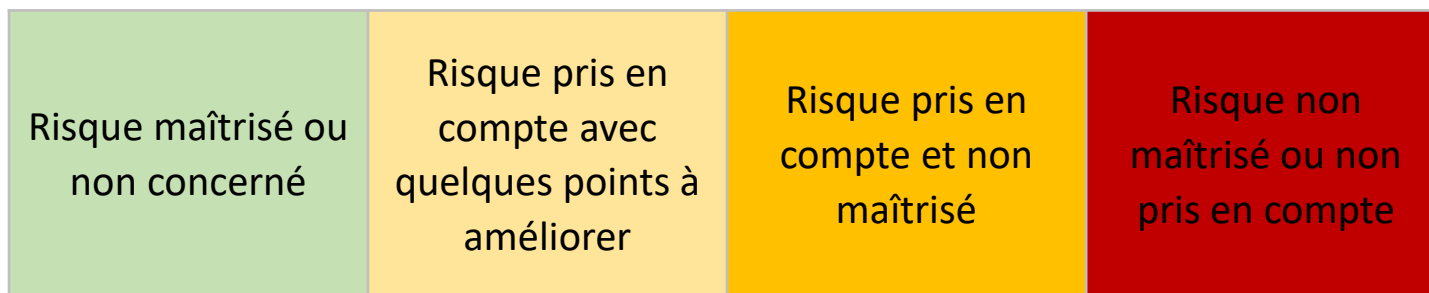 Risque maîtrisé ou
non concerné
Risque pris en
compte avec
quelques points à
améliorer
Risque pris en
compte et non
maîtrisé
Risque non
maîtrisé ou non
pris en compte